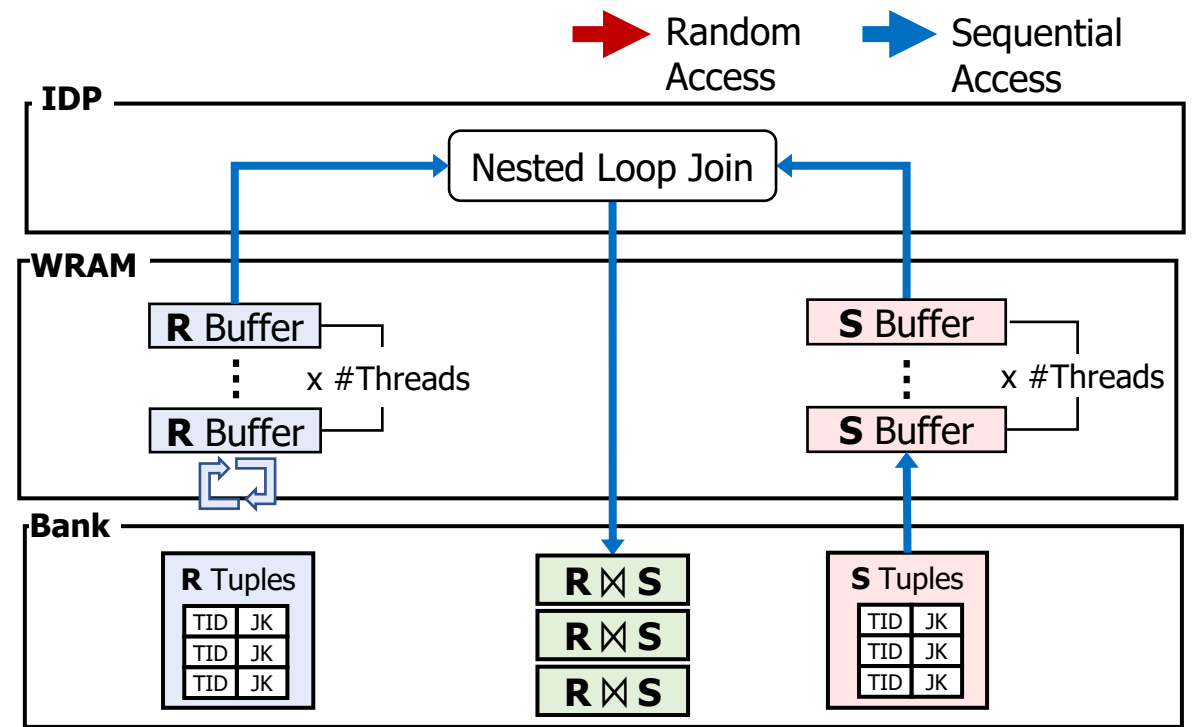 Random
Access
Sequential
Access
IDP
Nested Loop Join
WRAM
R Buffer
x #Threads
R Buffer
S Buffer
x #Threads
S Buffer
Bank
R Tuples
TID JK
TID JK
TID JK
R ⋈ S
R ⋈ S
R ⋈ S
S Tuples
TID JK
TID JK
TID JK